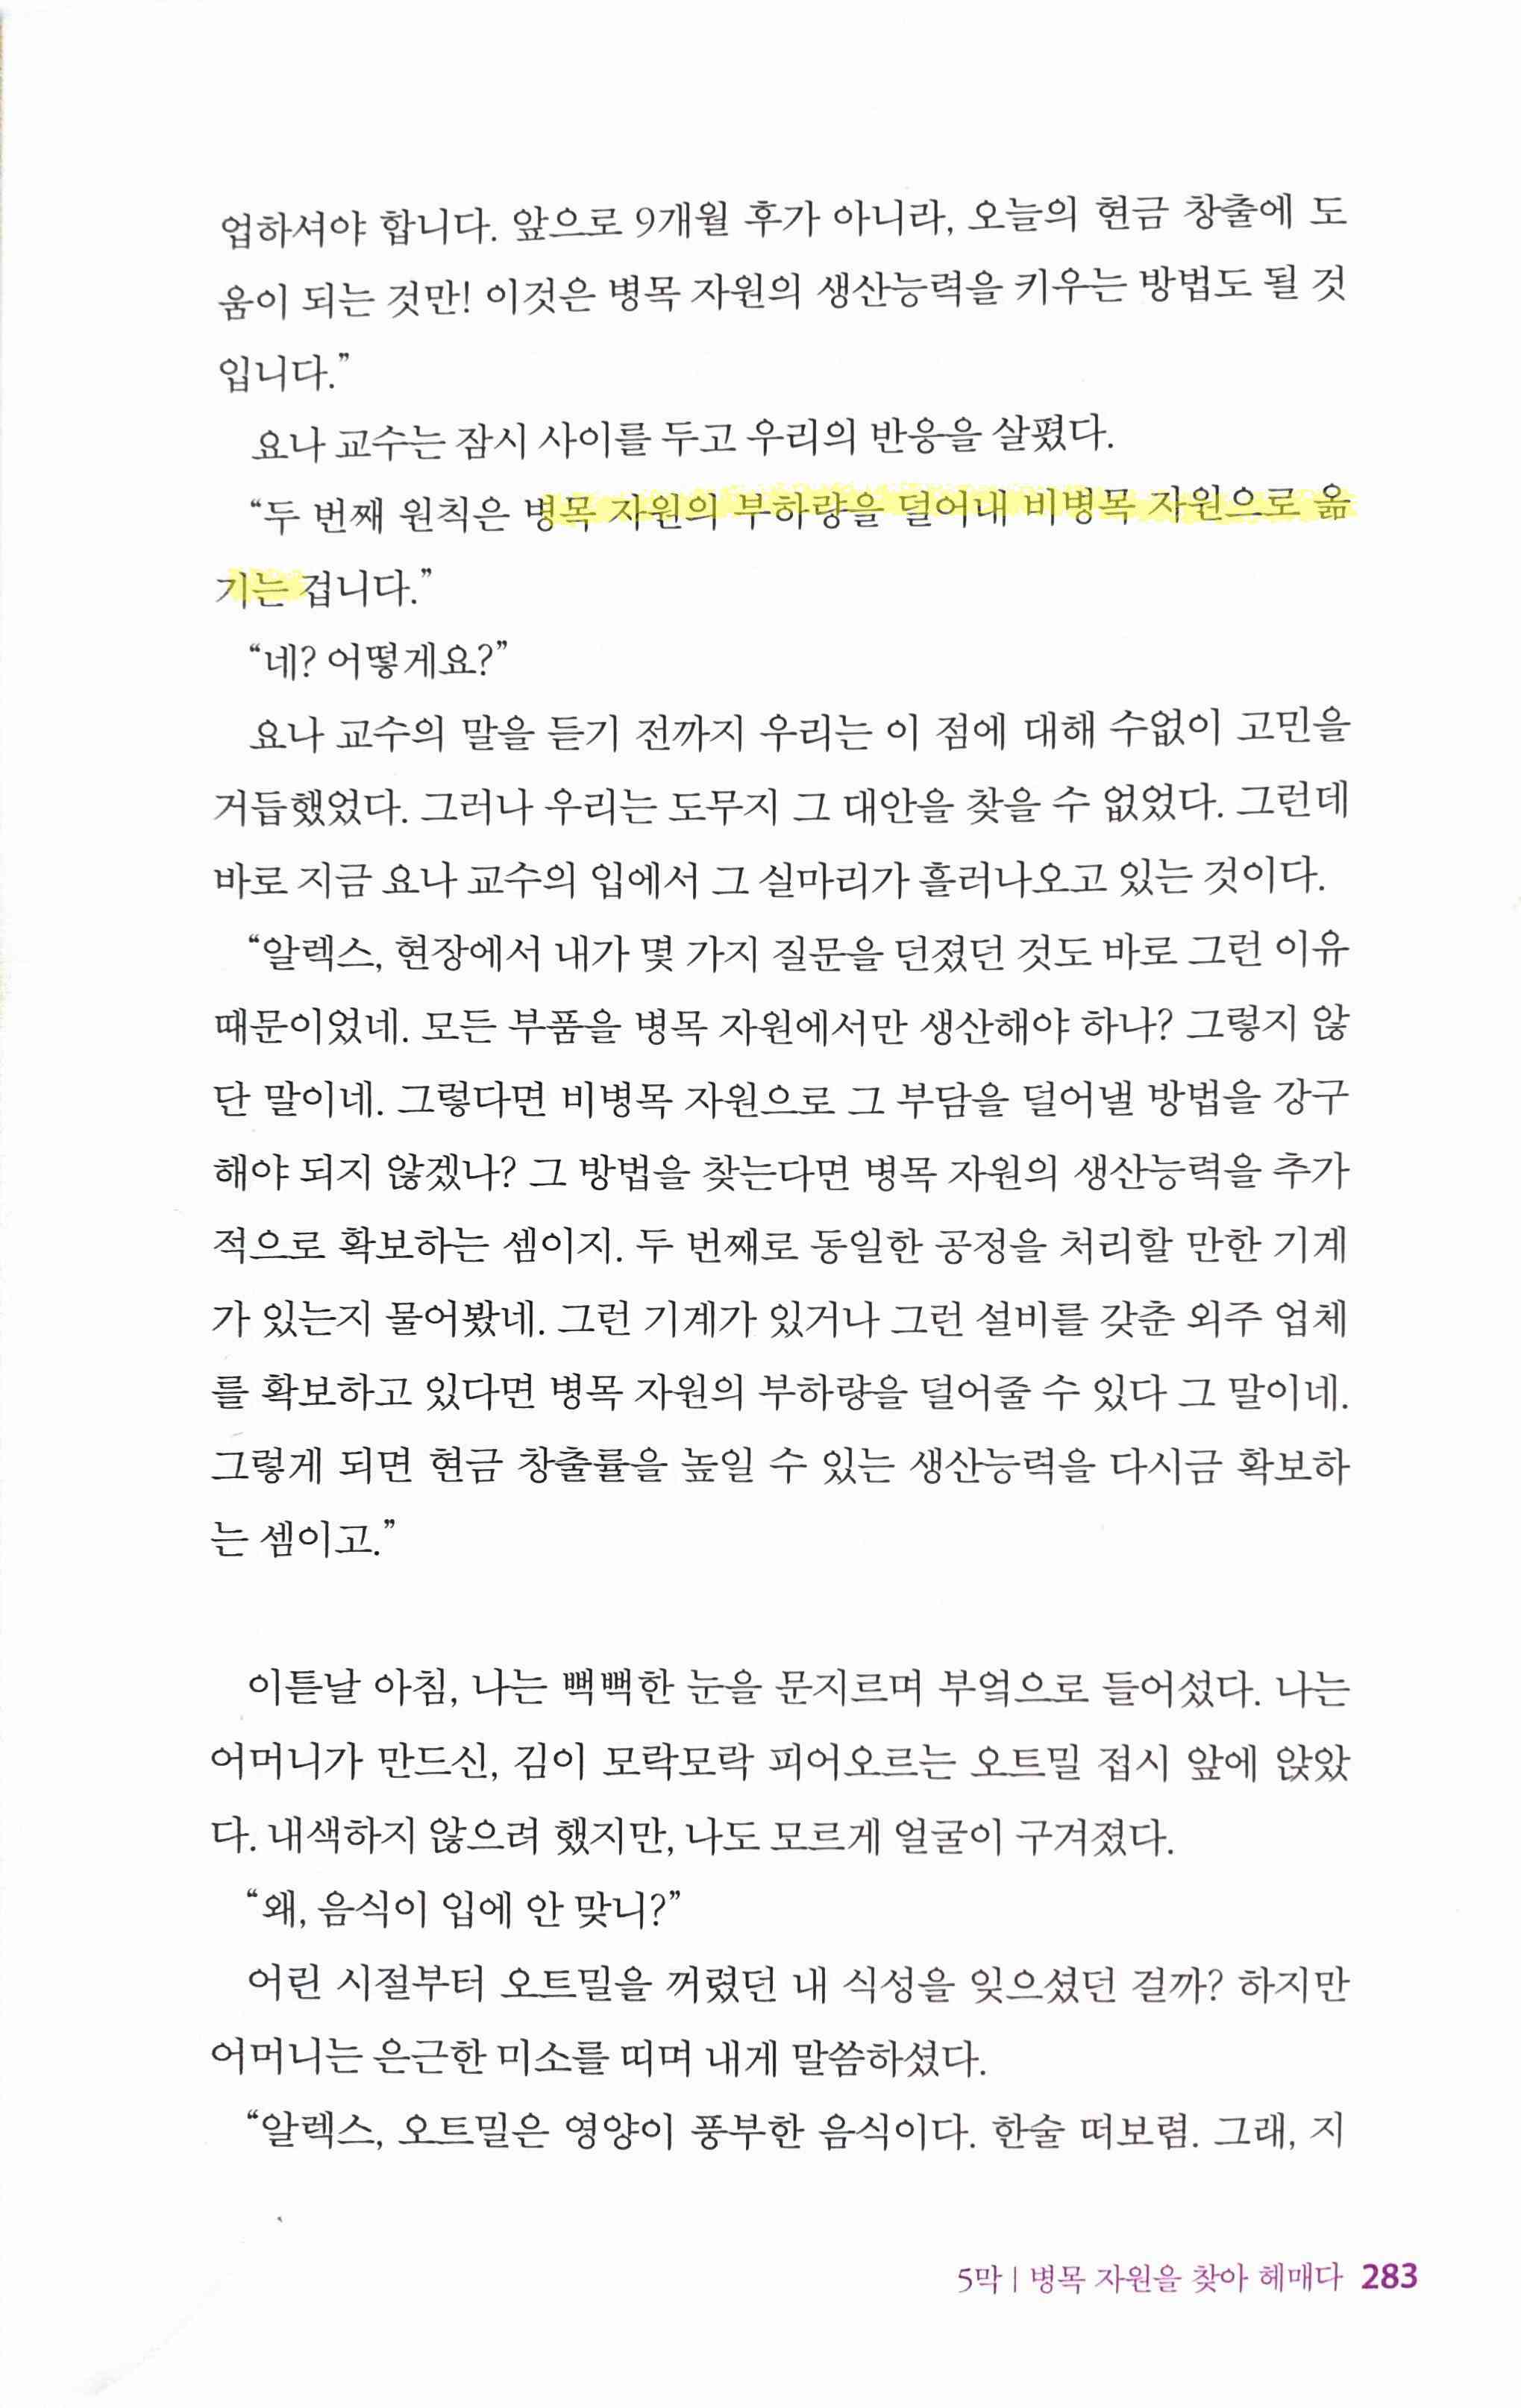 업하셔야 합니다. 앞으로 9개월 후가 아니라, 오늘의 현금 창출에 도
움이 되는 것만! 이것은 병목 자원의 생산능력을 키우는 방법도 될 것
입니다.”
요나 교수는 잠시 사이를 두고 우리의 반응을 살폈다.
“두 번째 원칙은 병목 자원의 부하량을 덜어내 비병목 자원으로 옮
기는 겁니다.”
“네? 어떻게요?”
요나 교수의 말을 듣기 전까지 우리는 이 점에 대해 수없이 고민을
거듭했었다. 그러나 우리는 도무지 그 대안을 찾을 수 없었다. 그런데
바로 지금 요나 교수의 입에서 그 실마리가 흘러나오고 있는 것이다.
“알렉스, 현장에서 내가 몇 가지 질문을 던졌던 것도 바로 그런 이유
때문이었네. 모든 부품을 병목 자원에서만 생산해야 하나? 그렇지 않
단 말이네. 그렇다면 비병목 자원으로 그 부담을 덜어낼 방법을 강구
해야 되지 않겠나? 그 방법을 찾는다면 병목 자원의 생산능력을 추가
적으로 확보하는 셈이지. 두 번째로 동일한 공정을 처리할 만한 기계
가 있는지 물어봤네. 그런 기계가 있거나 그런 설비를 갖춘 외주 업체
를 확보하고 있다면 병목 자원의 부하량을 덜어줄 수 있다 그 말이네.
그렇게 되면 현금 창출률을 높일 수 있는 생산능력을 다시금 확보하
는 셈이고.”
이튿날 아침, 나는 뻑뻑한 눈을 문지르며 부엌으로 들어섰다. 나는
어머니가 만드신, 김이 모락모락 피어오르는 오트밀 접시 앞에 앉았
다. 내색하지 않으려 했지만, 나도 모르게 얼굴이 구겨졌다.
“왜, 음식이 입에 안 맞니?”
어린 시절부터 오트밀을 꺼렸던 내 식성을 잊으셨던 걸까? 하지만
어머니는 은근한 미소를 띠며 내게 말씀하셨다.
“알렉스, 오트밀은 영양이 풍부한 음식이다. 한술 떠보렴. 그래, 지
5막 | 병목 자원을 찾아 헤매다 283